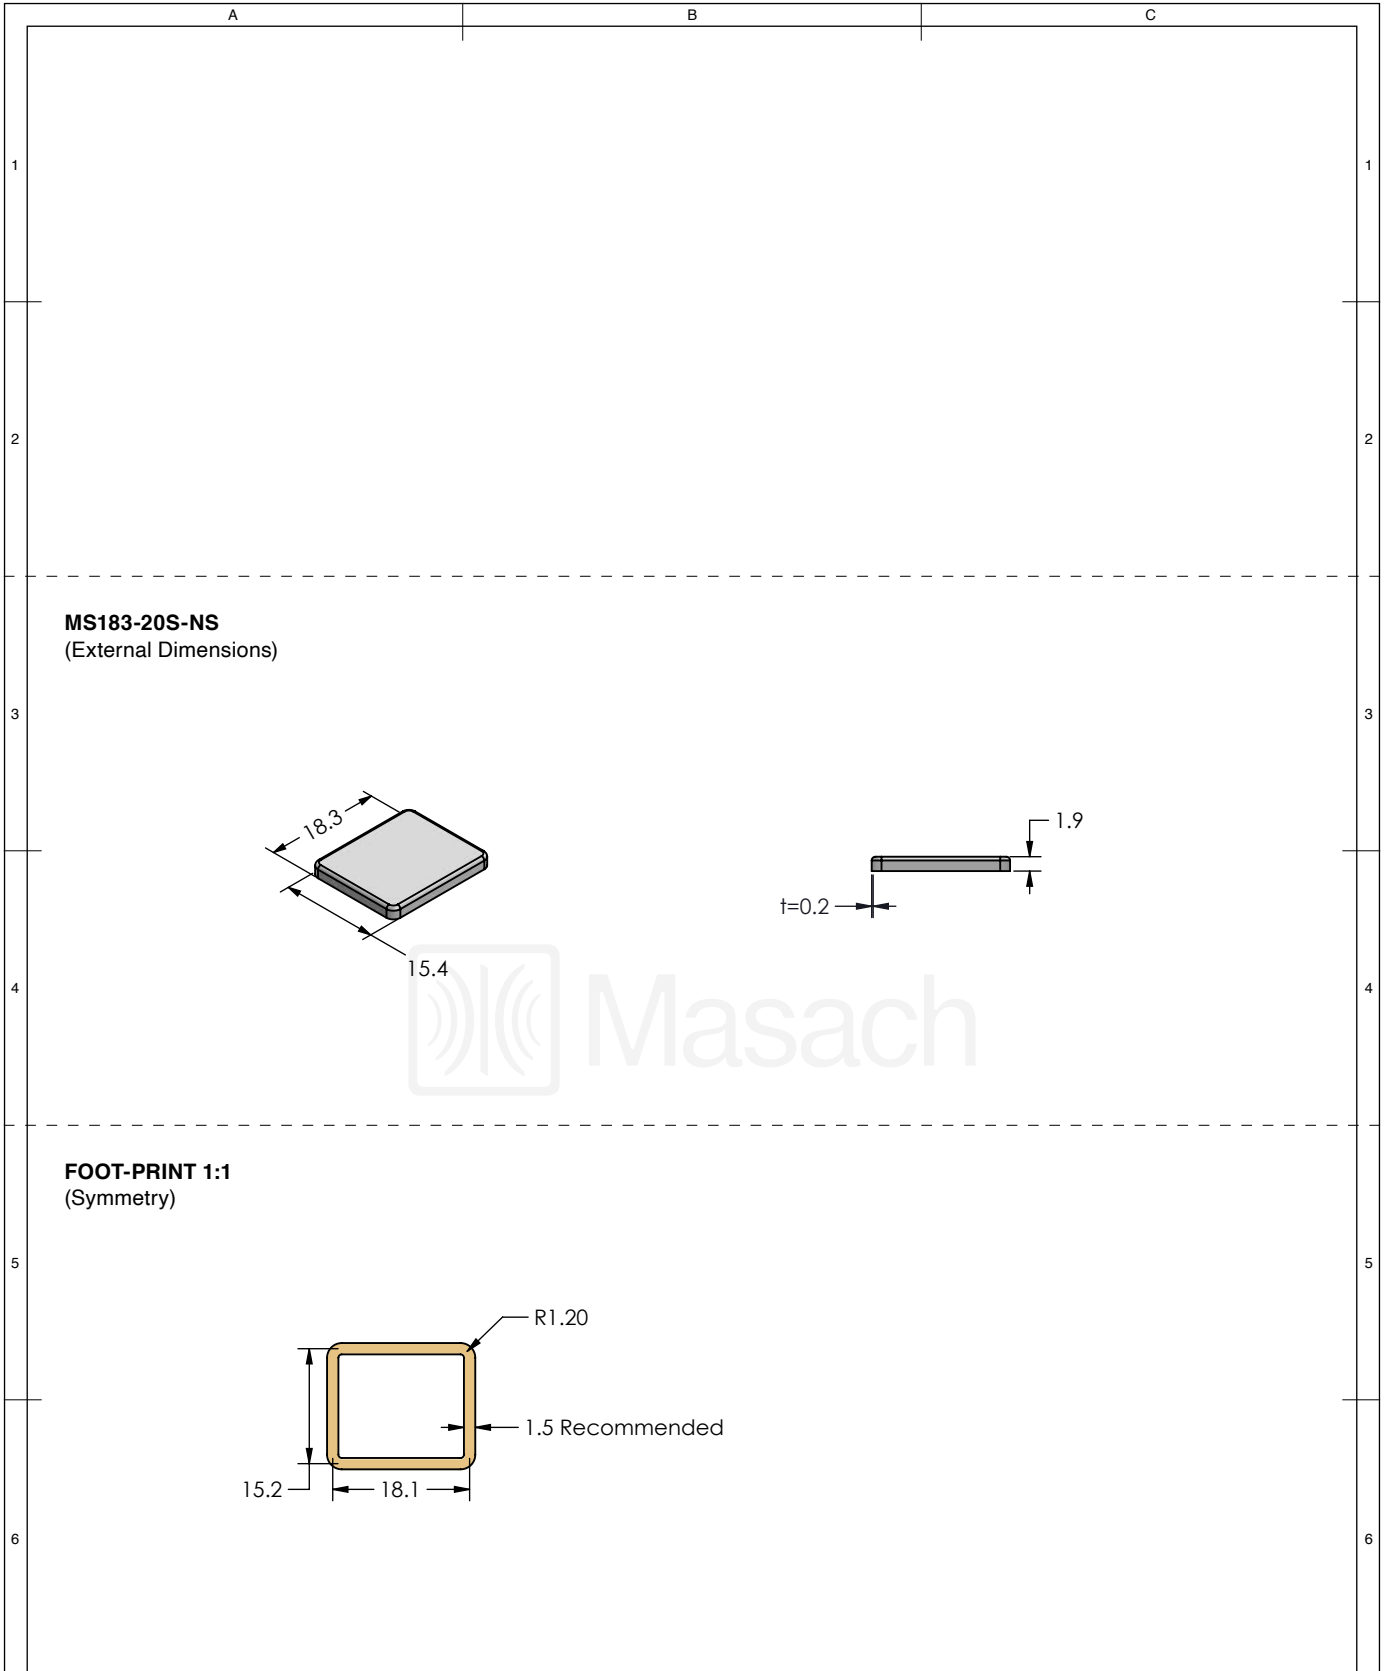 A B C
1 1
2 2
MS183-20S-NS
(External Dimensions)
3 3
18.3
1.9
t=0.2
15.4
Masach
4 4
FOOT-PRINT 1:1
(Symmetry)
5 5
R1.20
1.5 Recommended
15.2
18.1
6 6